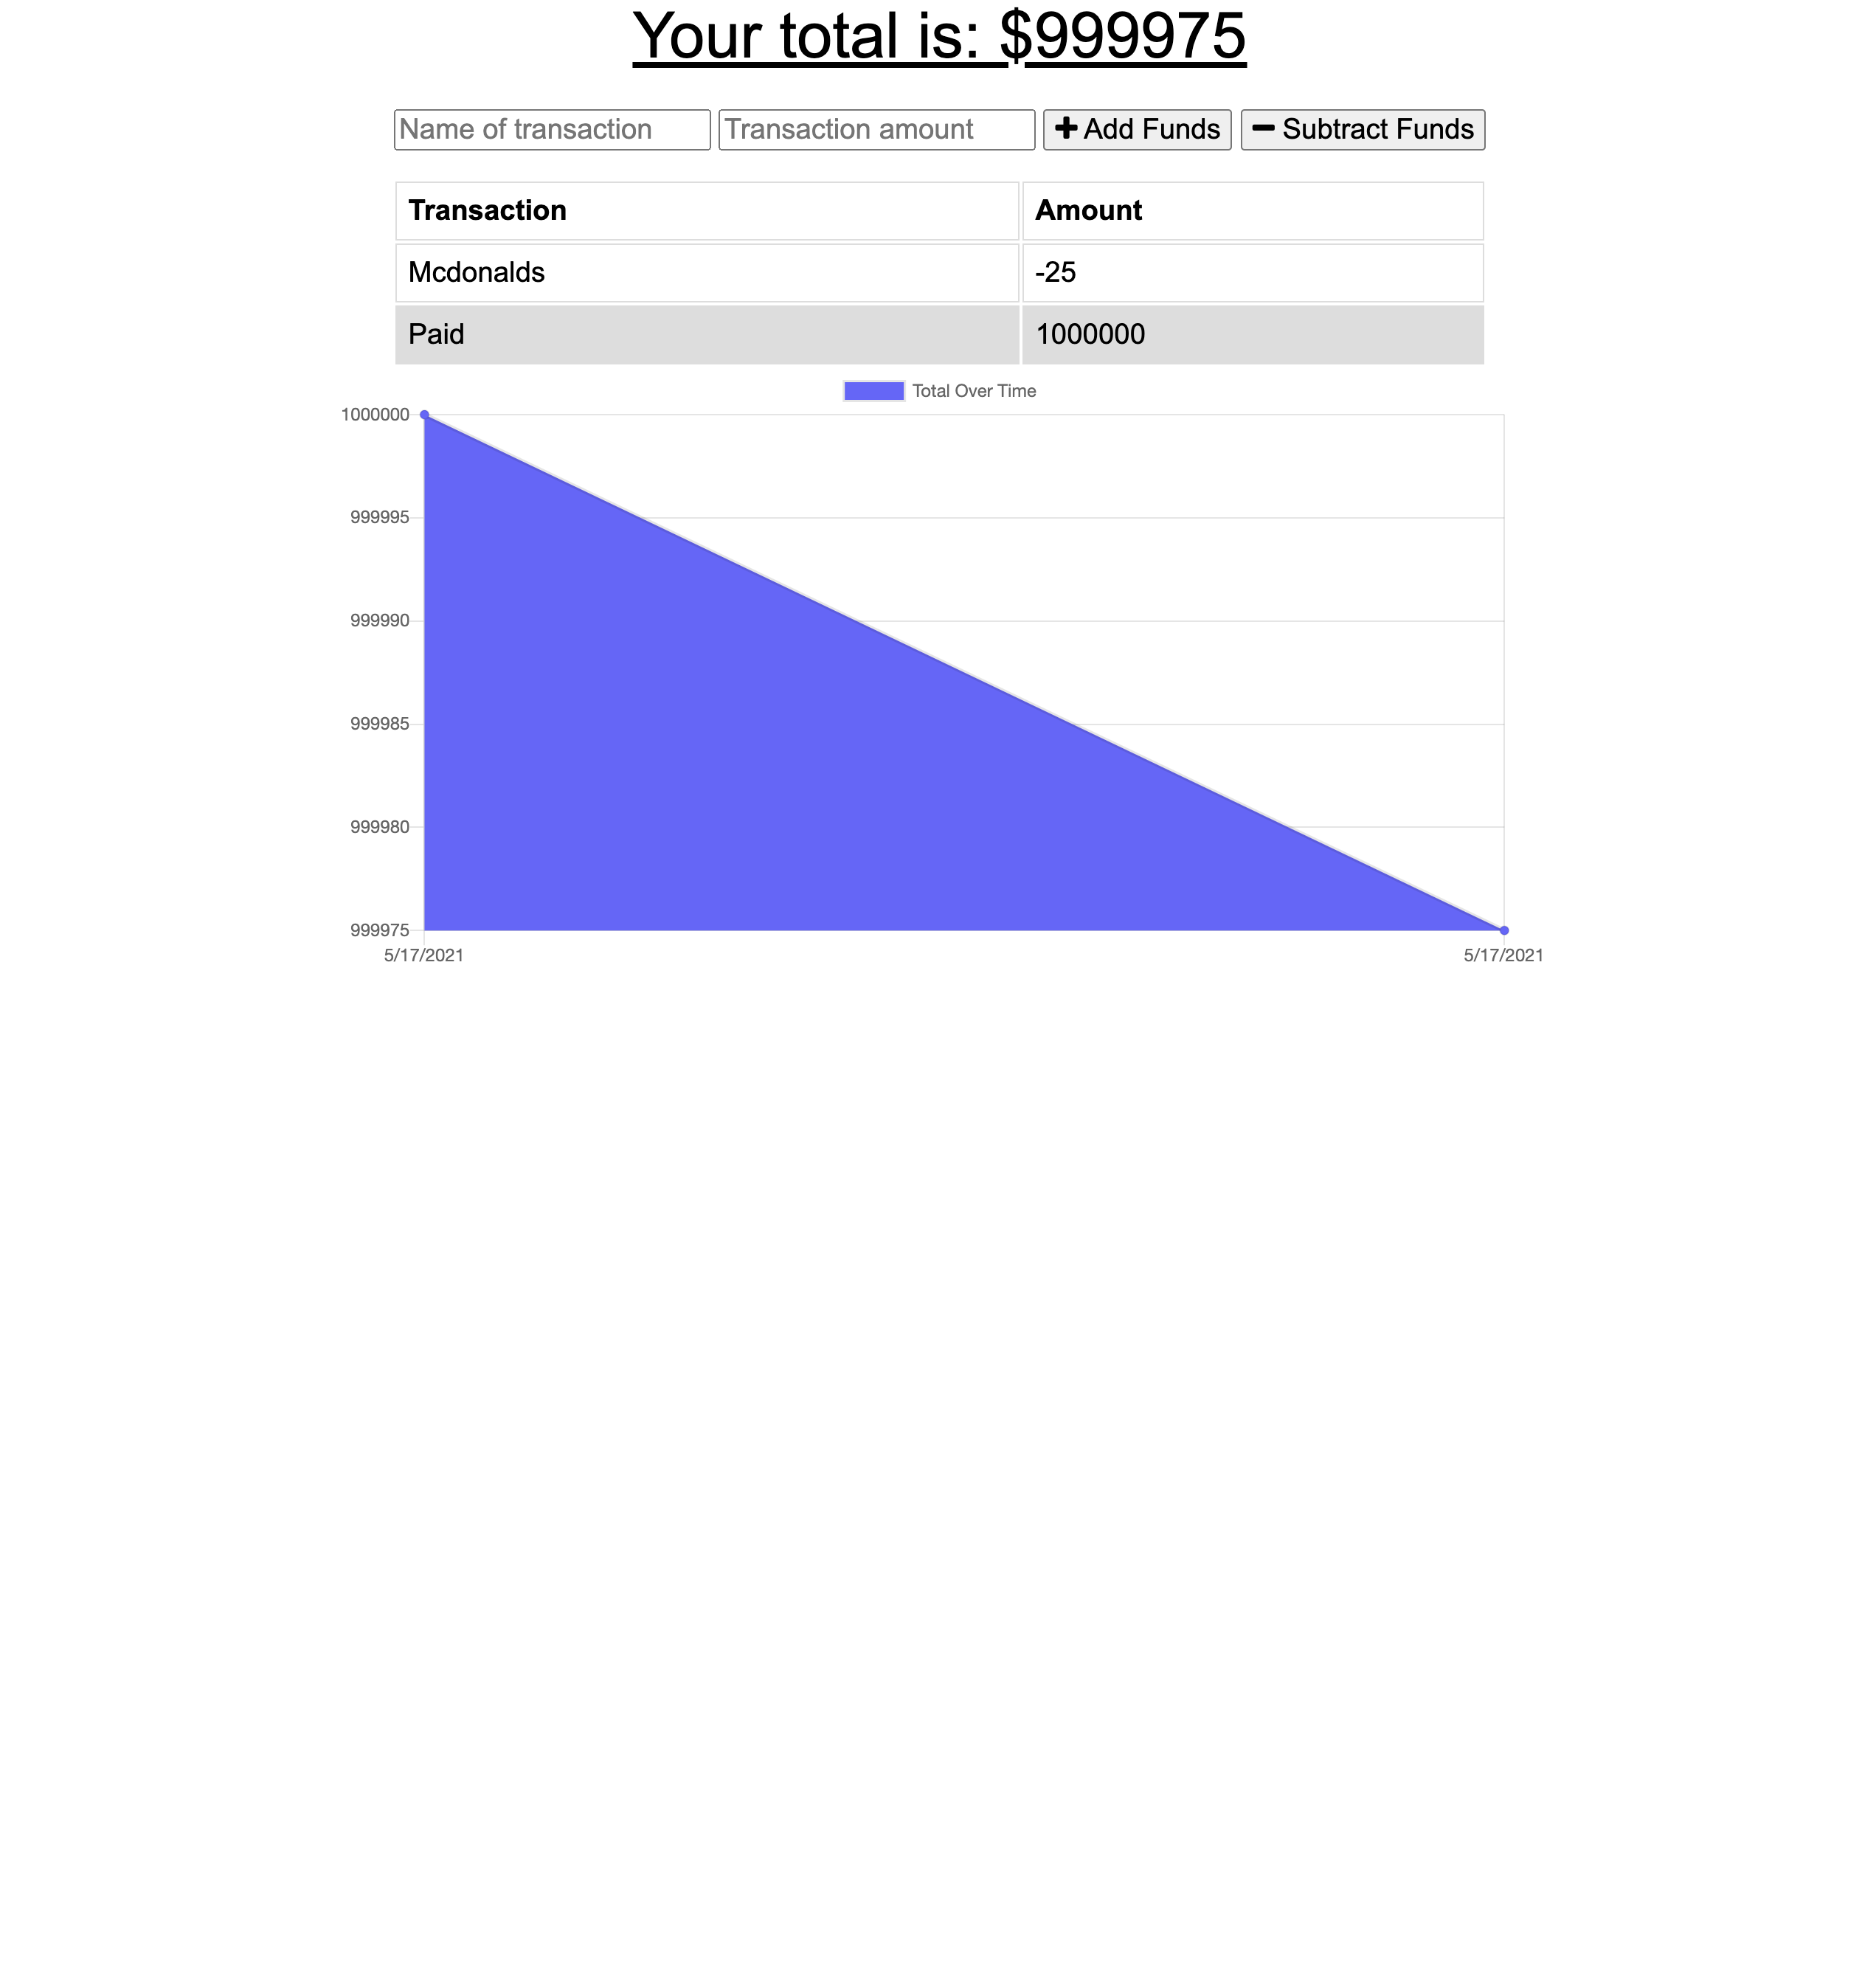 Your total is: $999975
Name of transaction Transaction amount + Add Funds − Subtract Funds
Transaction Amount
Mcdonalds -25
Paid 1000000
Total Over Time
1000000
999995
999990
999985
999980
999975
5/17/2021 5/17/2021